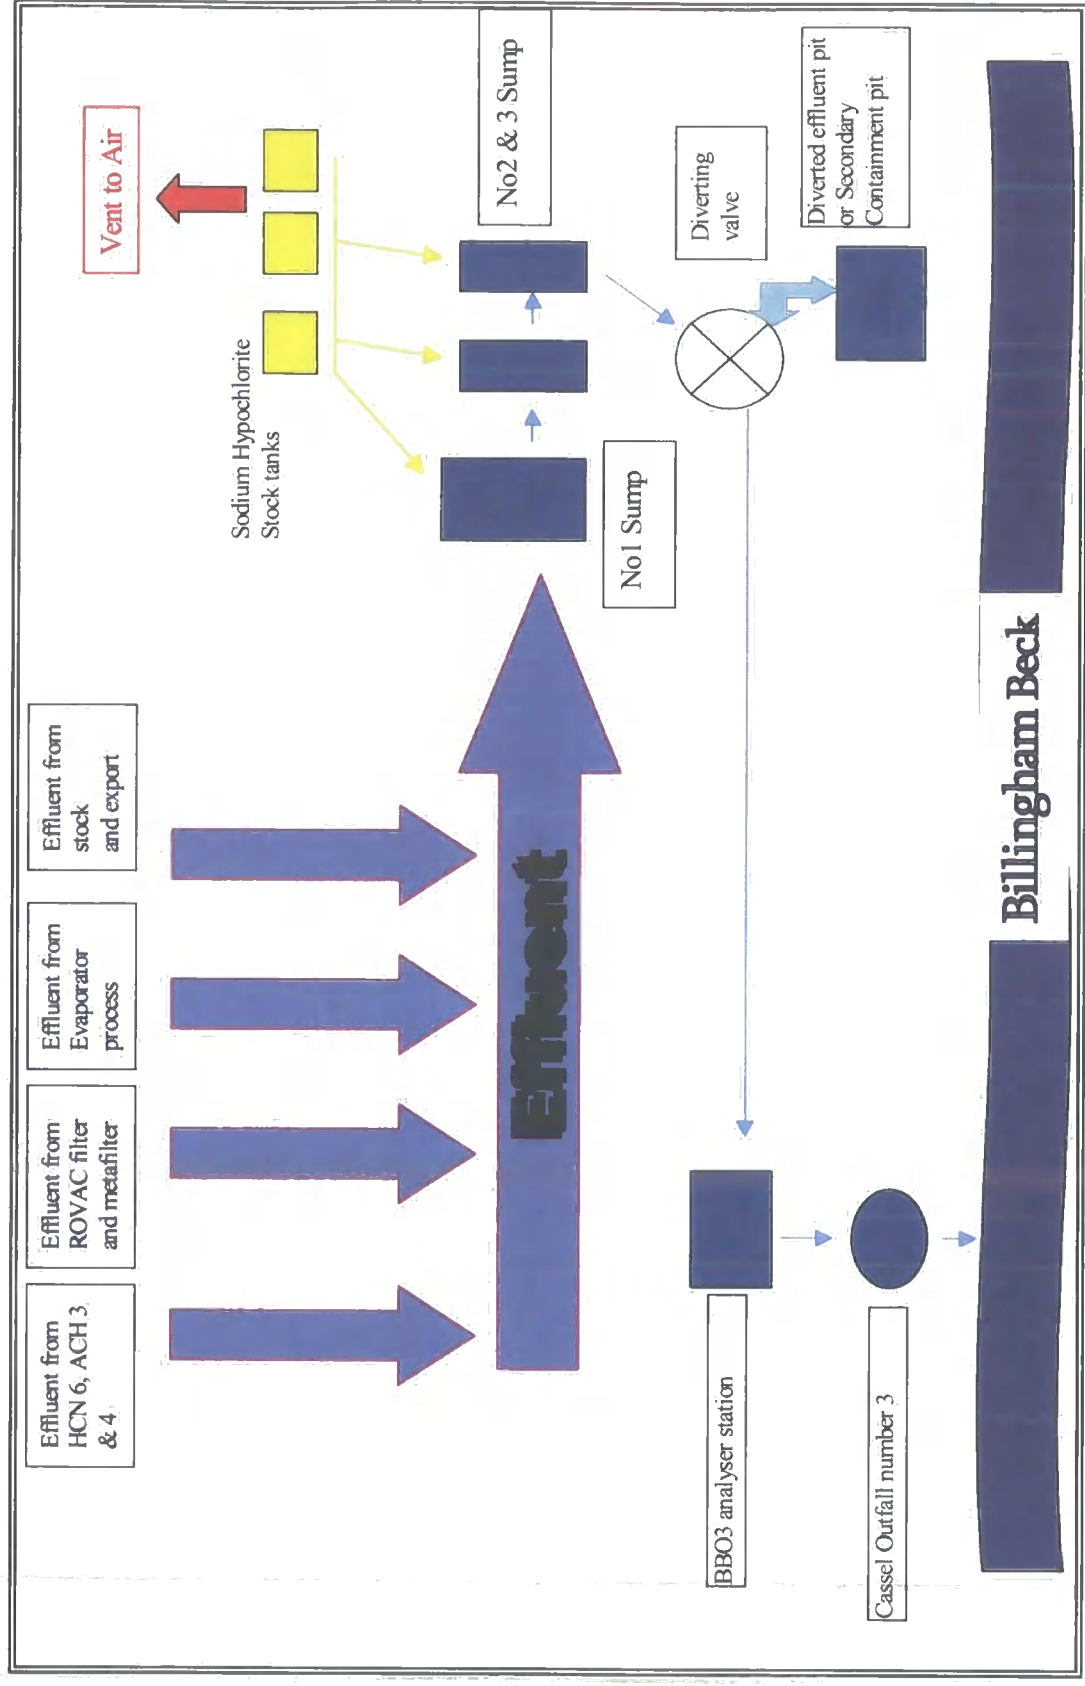 Effluent from
HCN 6, ACH 3
& 4
Effluent from
ROVAC filter
and metafilter
Effluent from
Evaporator
process
Effluent from
stock
and export
Vent to Air
Sodium Hypochlorite
Stock tanks
Effluent
No1 Sump
No2 & 3 Sump
Diverting
valve
Diverted effluent pit
or Secondary
Containment pit
BBO3 analyser station
Cassel Outfall number 3
Billingham Beck